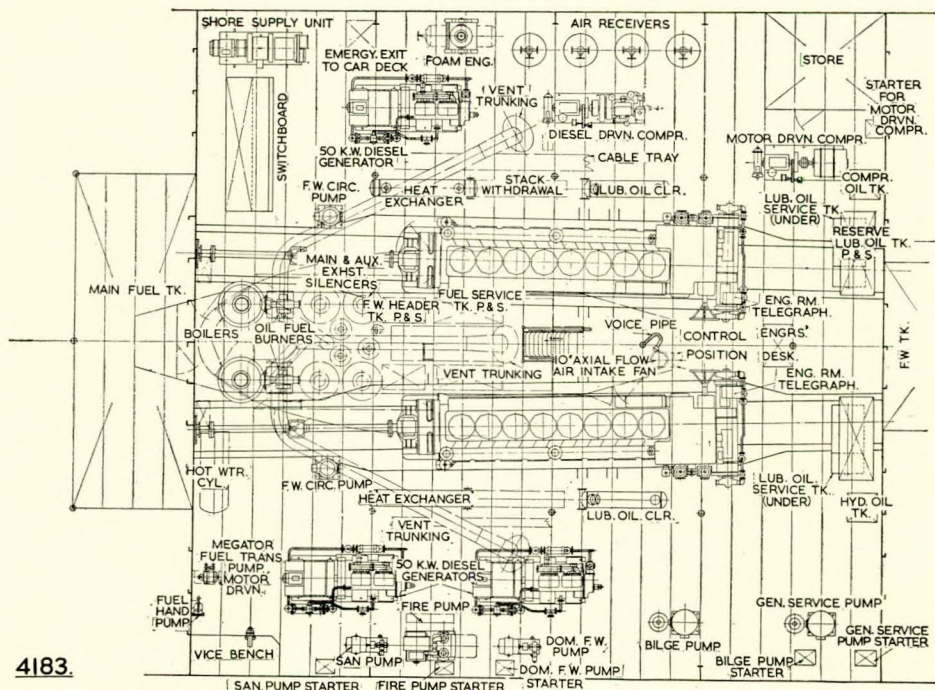 SHORE SUPPLY UNIT
EMERGY. EXIT
TO CAR DECK
FOAM ENG.
AIR RECEIVERS
STORE
STARTER
FOR
MOTOR
DRVN.
COMPR.
VENT
TRUNKING
SWITCHBOARD
50 K.W. DIESEL
GENERATOR
DIESEL DRVN. COMPR.
MOTOR DRVN. COMPR.
CABLE TRAY
COMPR.
OIL TK.
F.W. CIRC.
PUMP
HEAT
EXCHANGER
STACK
WITHDRAWAL
LUB. OIL CLR.
LUB. OIL
SERVICE TK.
(UNDER)
RESERVE
LUB. OIL TK.
P. & S.
MAIN FUEL TK.
MAIN & AUX.
EXHST.
SILENCERS
F.W. HEADER
TK. P. & S.
FUEL SERVICE
TK. P. & S.
ENG. RM.
TELEGRAPH.
BOILERS
OIL FUEL
BURNERS
VOICE PIPE
CONTROL
POSITION
ENGRS'
DESK.
F.W. TK.
VENT TRUNKING
10" AXIAL FLOW
AIR INTAKE FAN
ENG. RM.
TELEGRAPH.
HOT WTR.
CYL.
F.W. CIRC. PUMP
HEAT EXCHANGER
LUB. OIL CLR.
LUB. OIL
SERVICE TK.
(UNDER)
HYD. OIL
TK.
VENT
TRUNKING
MEGATOR
FUEL TRANS
PUMP
MOTOR
DRVN.
50 K.W. DIESEL
GENERATORS
FUEL
HAND
PUMP
FIRE PUMP
GEN. SERVICE PUMP
VICE BENCH
SAN PUMP
DOM. F.W.
PUMP
BILGE PUMP
GEN. SERVICE
PUMP STARTER
BILGE PUMP
STARTER
4183.
SAN. PUMP STARTER
FIRE PUMP STARTER
DOM. F.W. PUMP
STARTER